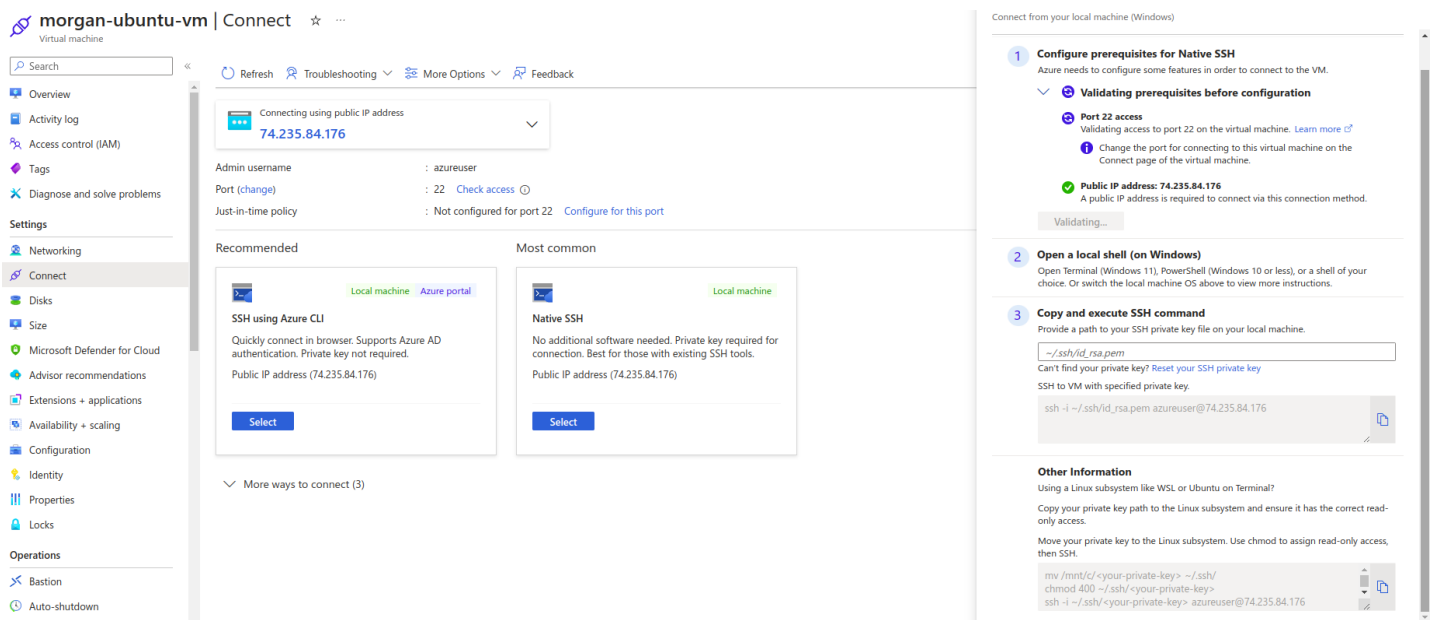 morgan-ubuntu-vm | Connect
Virtual machine
Search
Overview
Activity log
Access control (IAM)
Tags
Diagnose and solve problems
Settings
Networking
Connect
Disks
Size
Microsoft Defender for Cloud
Advisor recommendations
Extensions + applications
Availability + scaling
Configuration
Identity
Properties
Locks
Operations
Bastion
Auto-shutdown
Refresh Troubleshooting More Options Feedback
Connecting using public IP address
74.235.84.176
Admin username : azureuser
Port (change) : 22 Check access
Just-in-time policy : Not configured for port 22 Configure for this port
Recommended
Local machine Azure portal
SSH using Azure CLI
Quickly connect in browser. Supports Azure AD
authentication. Private key not required.
Public IP address (74.235.84.176)
Select
Most common
Local machine
Native SSH
No additional software needed. Private key required for
connection. Best for those with existing SSH tools.
Public IP address (74.235.84.176)
Select
More ways to connect (3)
Connect from your local machine (Windows)
1 Configure prerequisites for Native SSH
Azure needs to configure some features in order to connect to the VM.
Validating prerequisites before configuration
Port 22 access
Validating access to port 22 on the virtual machine. Learn more
Change the port for connecting to this virtual machine on the
Connect page of the virtual machine.
Public IP address: 74.235.84.176
A public IP address is required to connect via this connection method.
Validating...
2 Open a local shell (on Windows)
Open Terminal (Windows 11), PowerShell (Windows 10 or less), or a shell of your
choice. Or switch the local machine OS above to view more instructions.
3 Copy and execute SSH command
Provide a path to your SSH private key file on your local machine.
~/.ssh/id_rsa.pem
Can't find your private key? Reset your SSH private key
SSH to VM with specified private key.
ssh -i ~/.ssh/id_rsa.pem azureuser@74.235.84.176
Other Information
Using a Linux subsystem like WSL or Ubuntu on Terminal?
Copy your private key path to the Linux subsystem and ensure it has the correct read-
only access.
Move your private key to the Linux subsystem. Use chmod to assign read-only access,
then SSH.
mv /mnt/c/<your-private-key> ~/.ssh/
chmod 400 ~/.ssh/<your-private-key>
ssh -i ~/.ssh/<your-private-key> azureuser@74.235.84.176